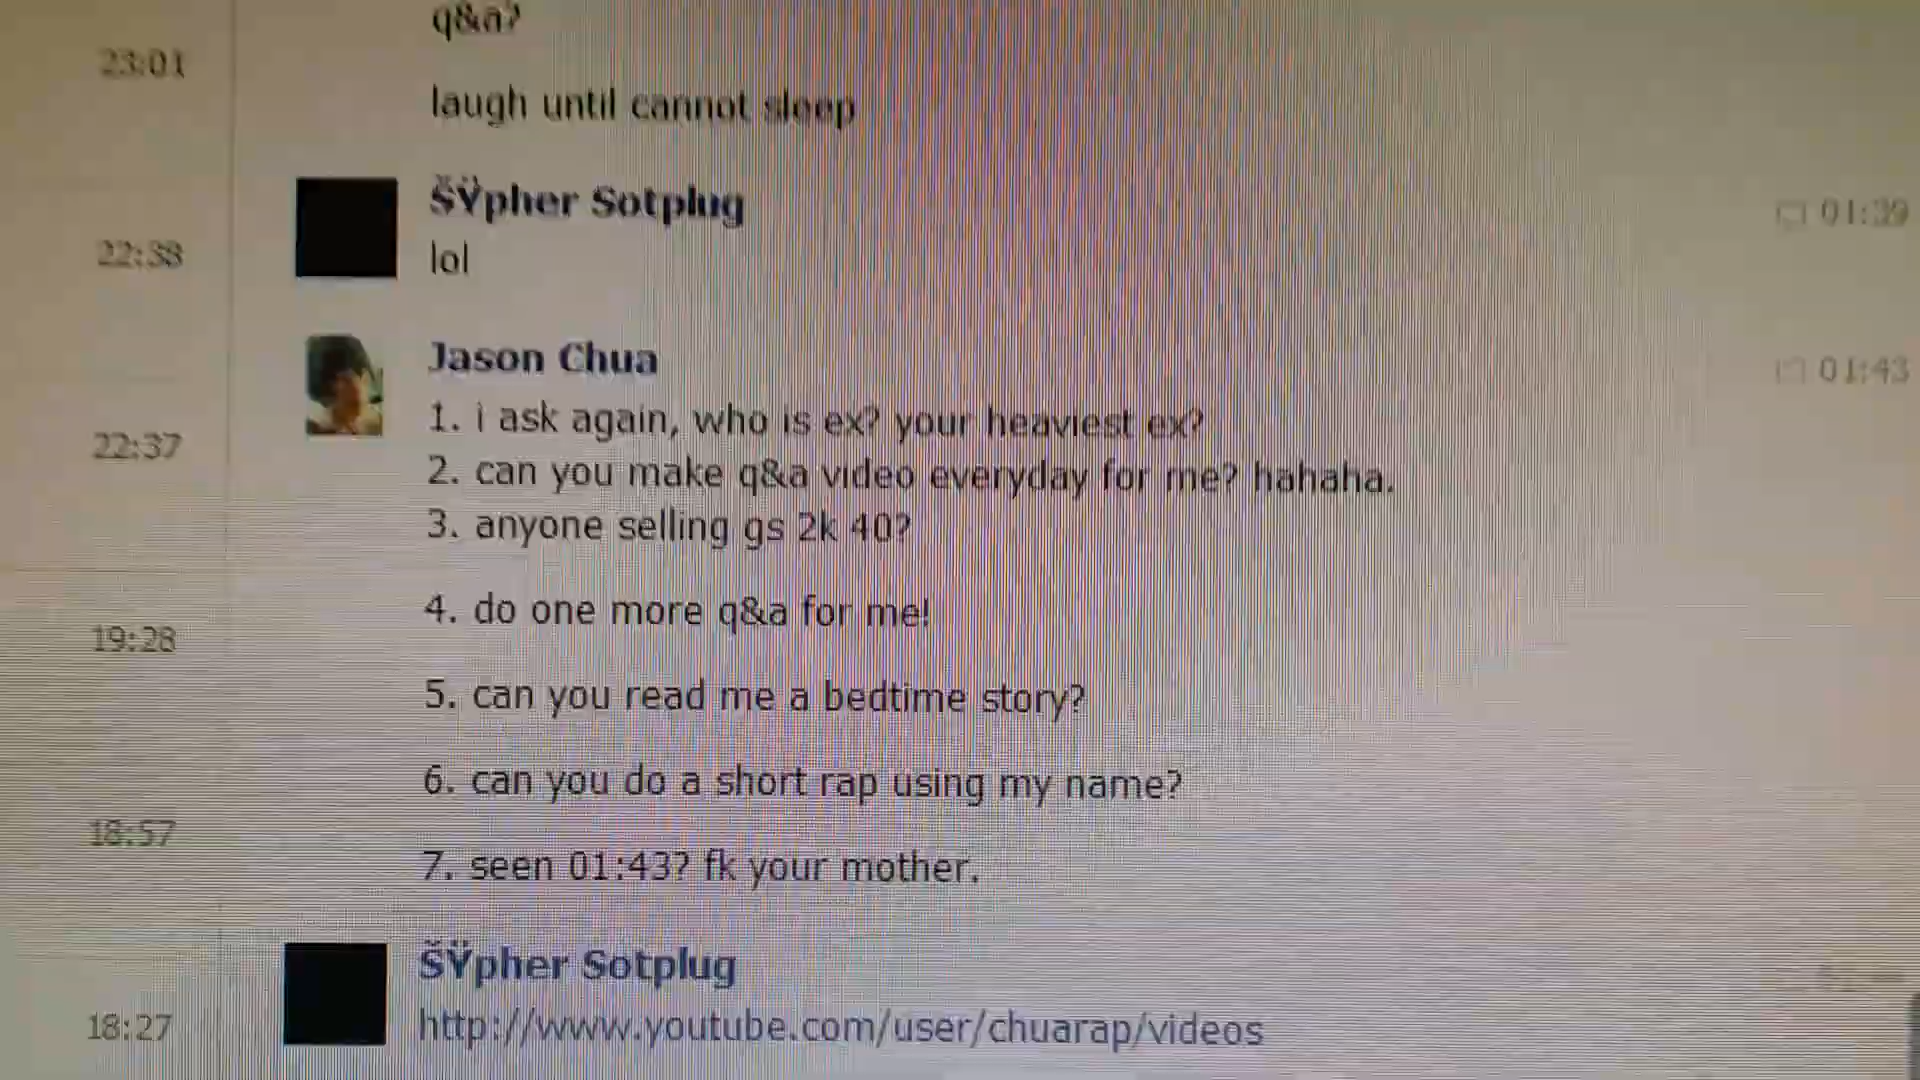 q&a?
23:01
laugh until cannot sleep
ŠŸpher Sotplug
01:39
22:38
lol
Jason Chua
01:43
1. i ask again, who is ex? your heaviest ex?
22:37
2. can you make q&a video everyday for me? hahaha.
3. anyone selling gs 2k 40?
4. do one more q&a for me!
19:28
5. can you read me a bedtime story?
6. can you do a short rap using my name?
18:57
7. seen 01:43? fk your mother.
ŠŸpher Sotplug
18:27
http://www.youtube.com/user/chuarap/videos